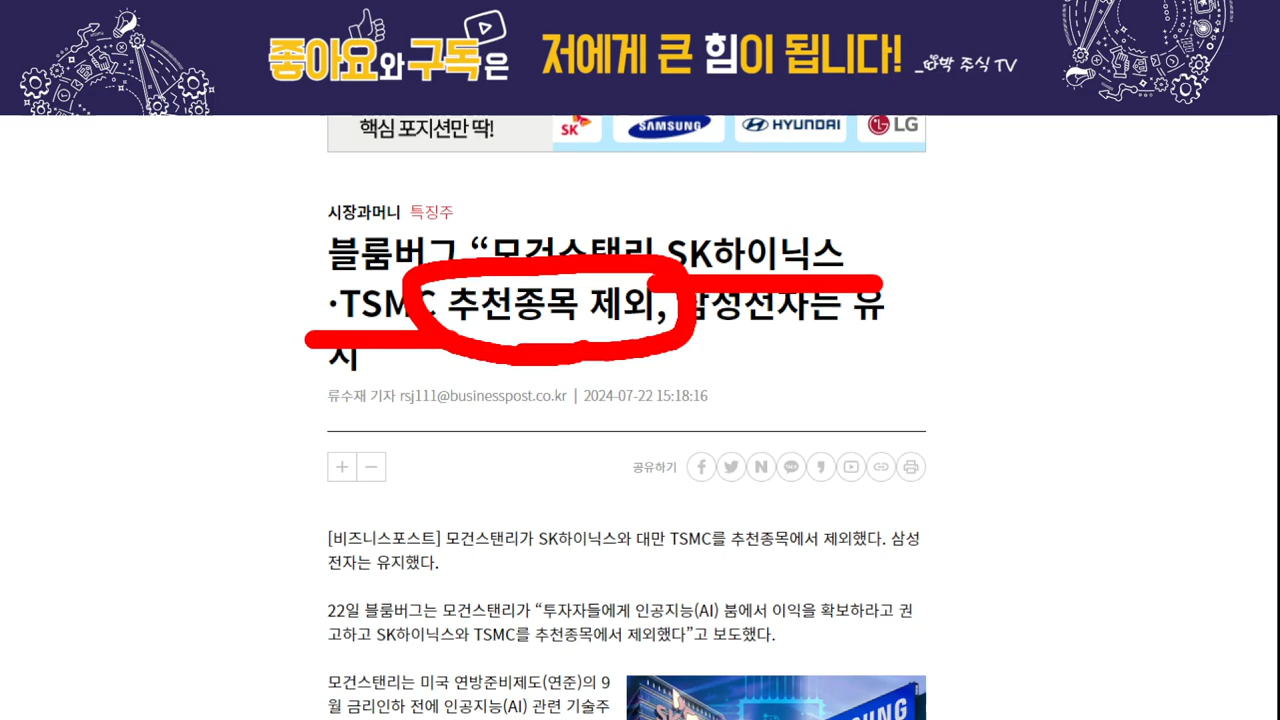 좋아요와 구독은 저에게 큰 힘이 됩니다!
박 주식 TV
핵심 포지션만 딱!
SK SAMSUNG HYUNDAI LG
시장과머니 특징주
블룸버그 “모건스탠리 SK하이닉스
·TSMC 추천종목 제외, 삼성전자는 유
지
류수재 기자 rsj111@businesspost.co.kr | 2024-07-22 15:18:16
공유하기
[비즈니스포스트] 모건스탠리가 SK하이닉스와 대만 TSMC를 추천종목에서 제외했다. 삼성
전자는 유지했다.
22일 블룸버그는 모건스탠리가 “투자자들에게 인공지능(AI) 붐에서 이익을 확보하라고 권
고하고 SK하이닉스와 TSMC를 추천종목에서 제외했다”고 보도했다.
모건스탠리는 미국 연방준비제도(연준)의 9
월 금리인하 전에 인공지능(AI) 관련 기술주